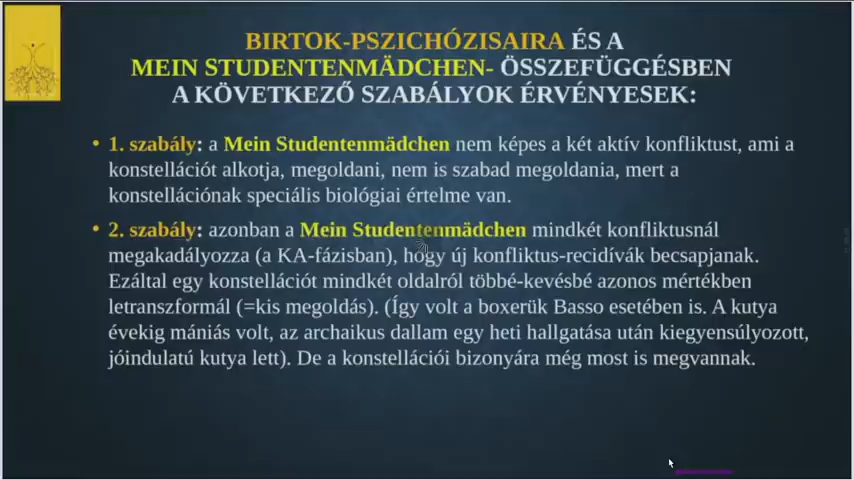 BIRTOK-PSZICHÓZISAIRA ÉS A
MEIN STUDENTENMÄDCHEN- ÖSSZEFÜGGÉSBEN
A KÖVETKEZŐ SZABÁLYOK ÉRVÉNYESEK:
• 1. szabály: a Mein Studentenmädchen nem képes a két aktív konfliktust, ami a
konstellációt alkotja, megoldani, nem is szabad megoldania, mert a
konstellációnak speciális biológiai értelme van.
• 2. szabály: azonban a Mein Studentenmädchen mindkét konfliktusnál
megakadályozza (a KA-fázisban), hogy új konfliktus-recidívák becsapjanak.
Ezáltal egy konstellációt mindkét oldalról többé-kevésbé azonos mértékben
letranszformál (=kis megoldás). (Így volt a boxerük Basso esetében is. A kutya
évekig mániás volt, az archaikus dallam egy heti hallgatása után kiegyensúlyozott,
jóindulatú kutya lett). De a konstellációi bizonyára még most is megvannak.